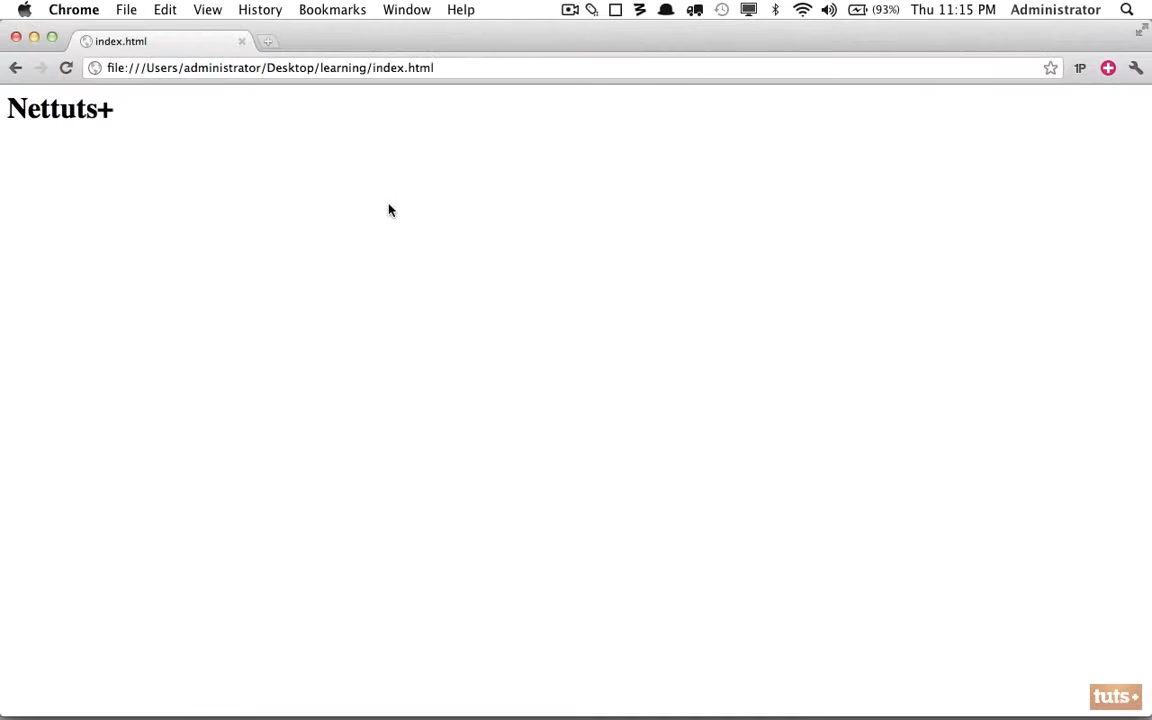 Chrome File Edit View History Bookmarks Window Help (93%) Thu 11:15 PM Administrator
index.html
file:///Users/administrator/Desktop/learning/index.html 1P
Nettuts+
tuts+